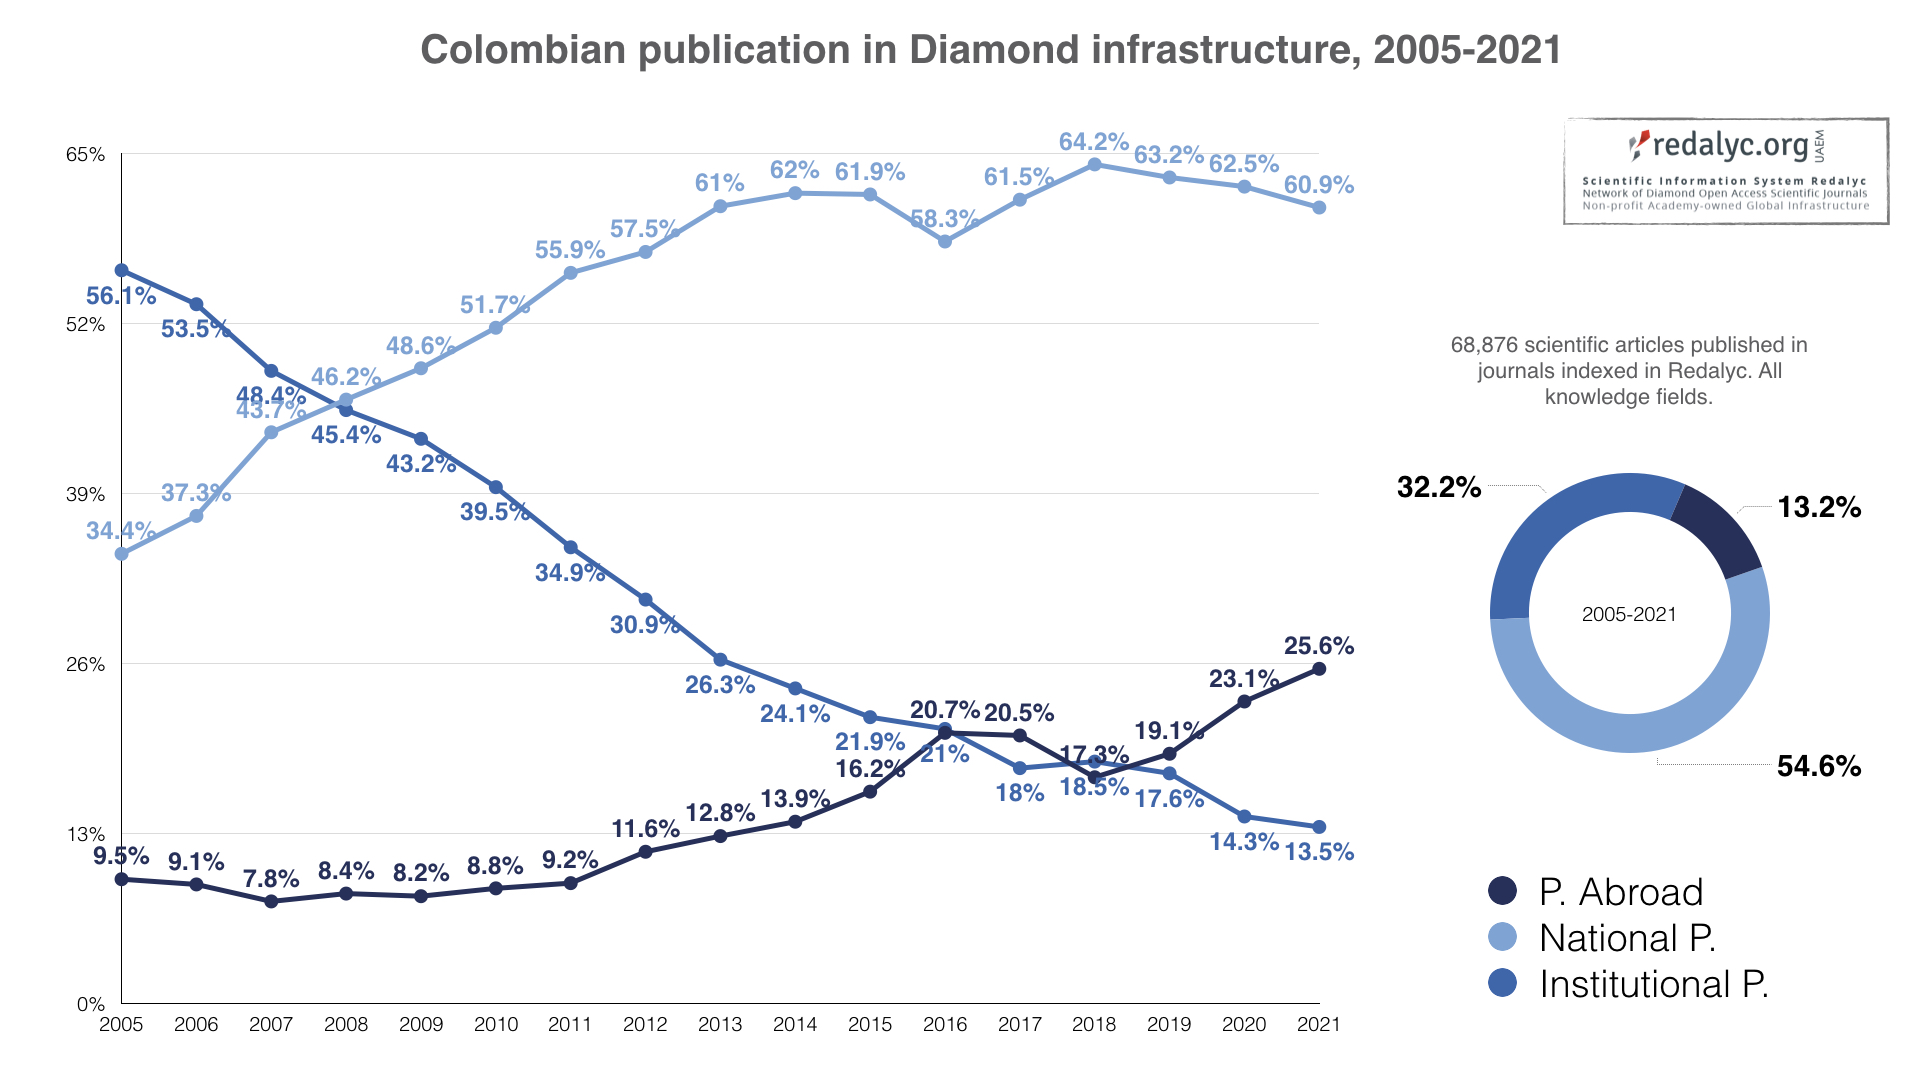 Colombian publication in Diamond infrastructure, 2005-2021
redalyc.org UAEM
Scientific Information System Redalyc
Network of Diamond Open Access Scientific Journals
Non-profit Academy-owned Global Infrastructure
65%
52%
39%
26%
13%
0%
34.4% 37.3% 43.7% 46.2% 48.6% 51.7% 55.9% 57.5% 61% 62% 61.9% 58.3% 61.5% 64.2% 63.2% 62.5% 60.9%
56.1% 53.5% 48.4% 45.4% 43.2% 39.5% 34.9% 30.9% 26.3% 24.1% 21.9% 21% 18% 18.5% 17.6% 14.3% 13.5%
9.5% 9.1% 7.8% 8.4% 8.2% 8.8% 9.2% 11.6% 12.8% 13.9% 16.2% 20.7% 20.5% 17.3% 19.1% 23.1% 25.6%
2005 2006 2007 2008 2009 2010 2011 2012 2013 2014 2015 2016 2017 2018 2019 2020 2021
68,876 scientific articles published in
journals indexed in Redalyc. All
knowledge fields.
32.2%
13.2%
2005-2021
54.6%
P. Abroad
National P.
Institutional P.